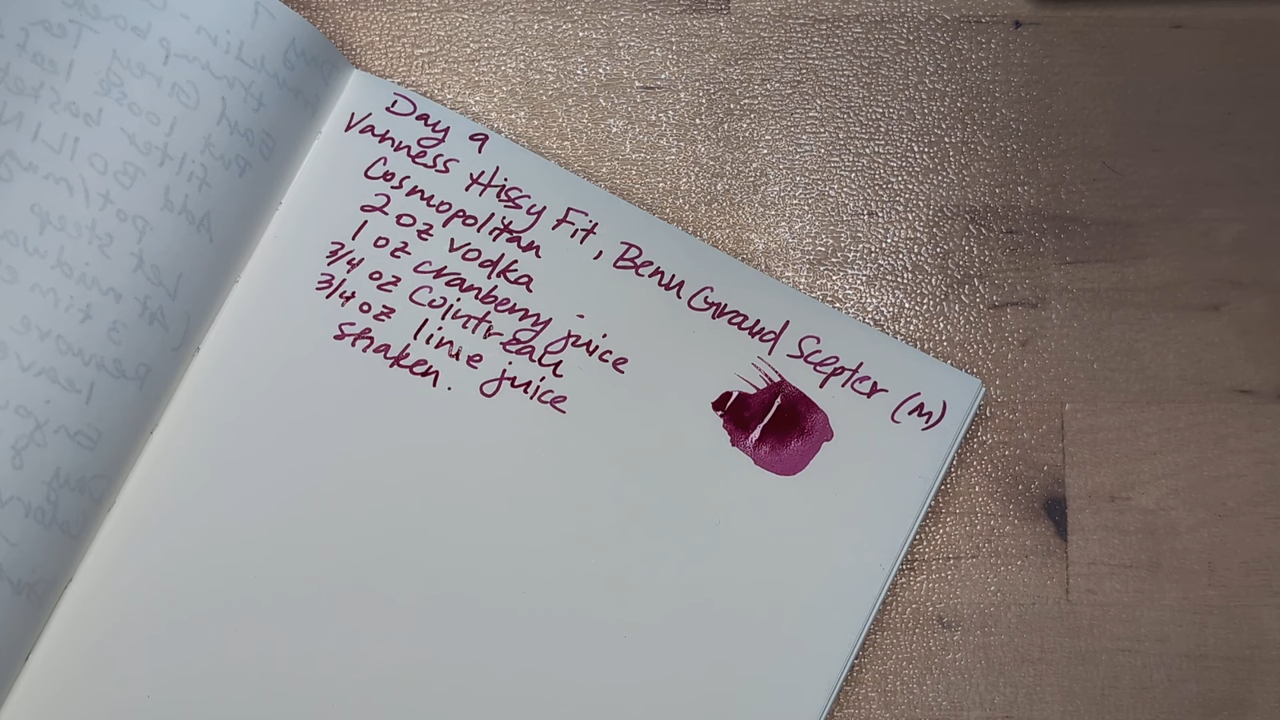 Day 9
Vanness Hissy Fit, Benu Grand Scepter (M)
Cosmopolitan
2 oz vodka
1 oz cranberry juice
3/4 oz Cointreau
3/4 oz lime juice
shaken.